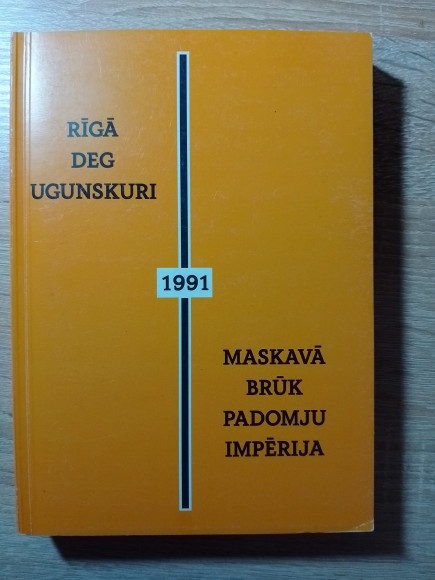 RĪGĀ
DEG
UGUNSKURI
1991
MASKAVĀ
BRŪK
PADOMJU
IMPĒRIJA